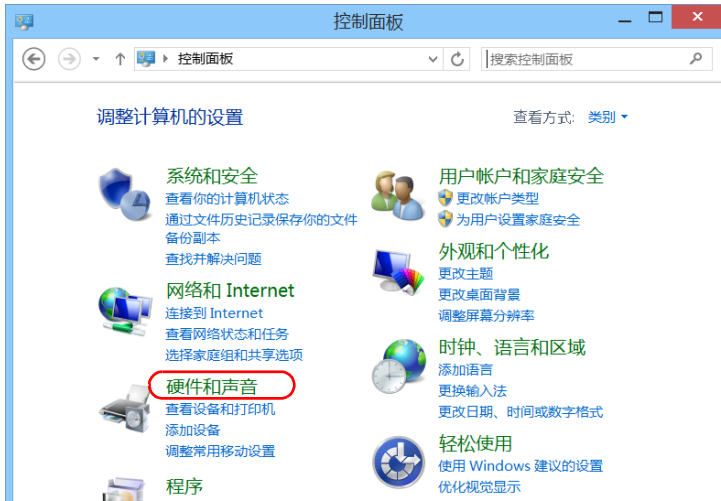 控制面板
控制面板
搜索控制面板
调整计算机的设置
查看方式: 类别
系统和安全
查看你的计算机状态
通过文件历史记录保存你的文件
备份副本
查找并解决问题
网络和 Internet
连接到 Internet
查看网络状态和任务
选择家庭组和共享选项
硬件和声音
查看设备和打印机
添加设备
调整常用移动设置
程序
用户帐户和家庭安全
更改帐户类型
为用户设置家庭安全
外观和个性化
更改主题
更改桌面背景
调整屏幕分辨率
时钟、语言和区域
添加语言
更换输入法
更改日期、时间或数字格式
轻松使用
使用 Windows 建议的设置
优化视觉显示